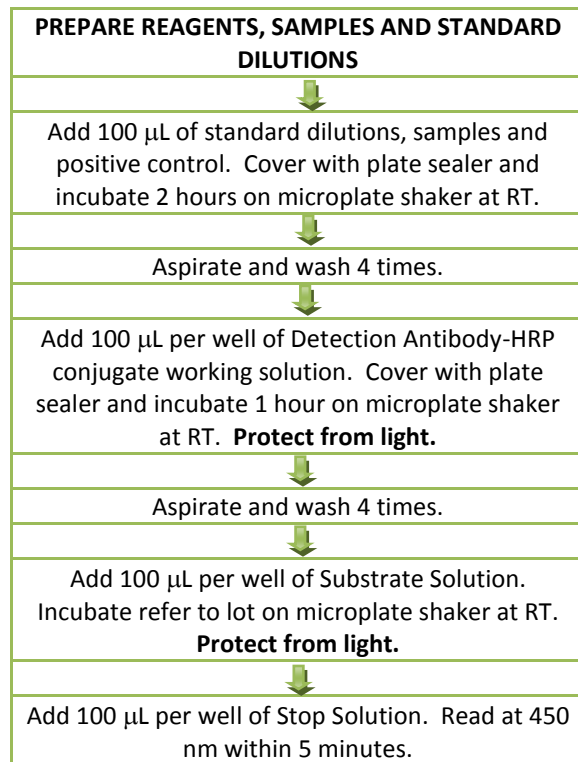 PREPARE REAGENTS, SAMPLES AND STANDARD
DILUTIONS
Add 100 μL of standard dilutions, samples and
positive control.  Cover with plate sealer and
incubate 2 hours on microplate shaker at RT.
Aspirate and wash 4 times.
Add 100 μL per well of Detection Antibody-HRP
conjugate working solution.  Cover with plate
sealer and incubate 1 hour on microplate shaker
at RT.  Protect from light.
Aspirate and wash 4 times.
Add 100 μL per well of Substrate Solution.
Incubate refer to lot on microplate shaker at RT.
Protect from light.
Add 100 μL per well of Stop Solution.  Read at 450
nm within 5 minutes.